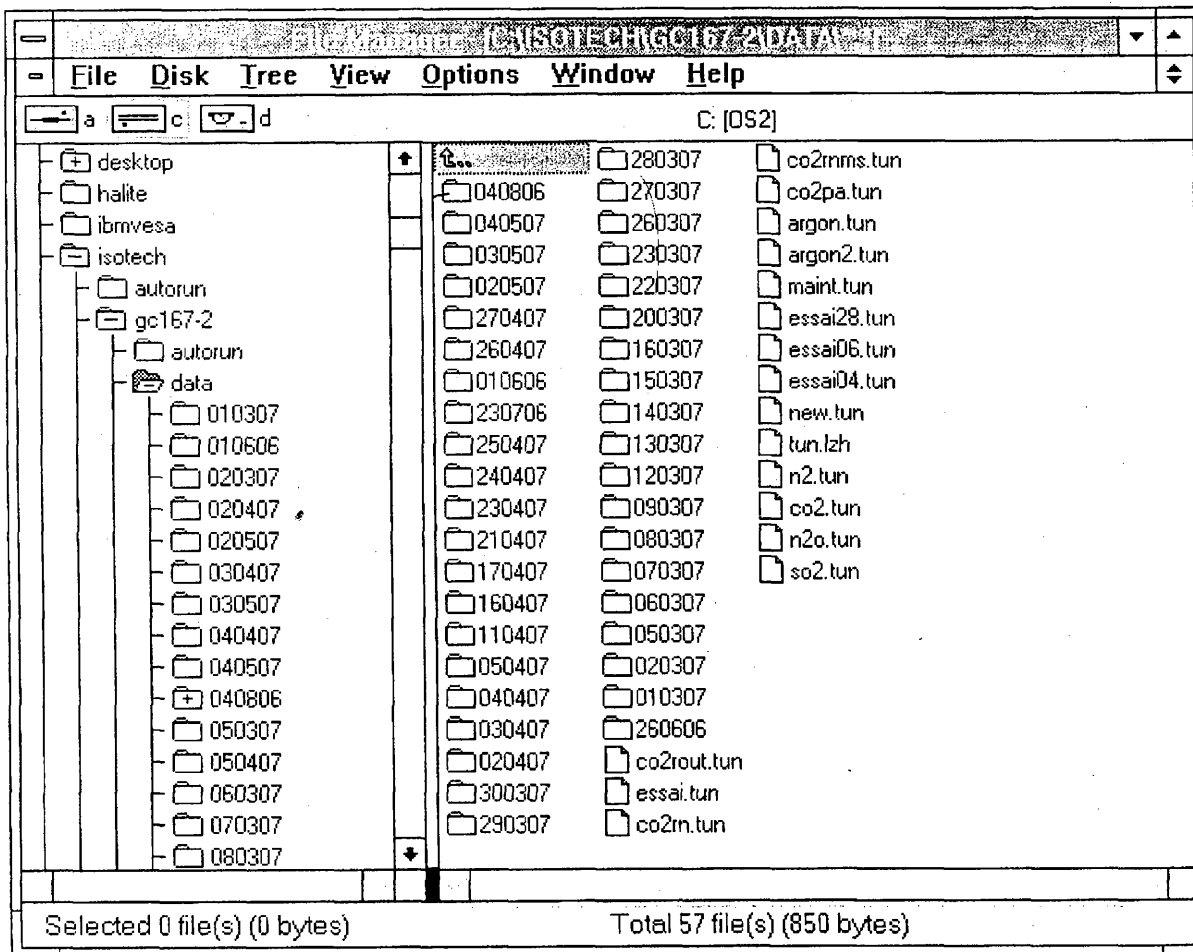 File Manager - [C:\ISOTECH\GC167-2\DATA\*.*]
File Disk Tree View Options Window Help
a c d C: [OS2]
desktop
halite
ibmvesa
isotech
autorun
gc167-2
autorun
data
010307
010606
020307
020407
020507
030407
030507
040407
040507
040806
050307
050407
060307
070307
080307
..
040806
040507
030507
020507
270407
260407
010606
230706
250407
240407
230407
210407
170407
160407
110407
050407
040407
030407
020407
300307
290307
280307
270307
260307
230307
220307
200307
160307
150307
140307
130307
120307
090307
080307
070307
060307
050307
020307
010307
260606
co2rout.tun
essai.tun
co2rn.tun
co2rnms.tun
co2pa.tun
argon.tun
argon2.tun
maint.tun
essai28.tun
essai06.tun
essai04.tun
new.tun
tun.lzh
n2.tun
co2.tun
n2o.tun
so2.tun
Selected 0 file(s) (0 bytes) Total 57 file(s) (850 bytes)